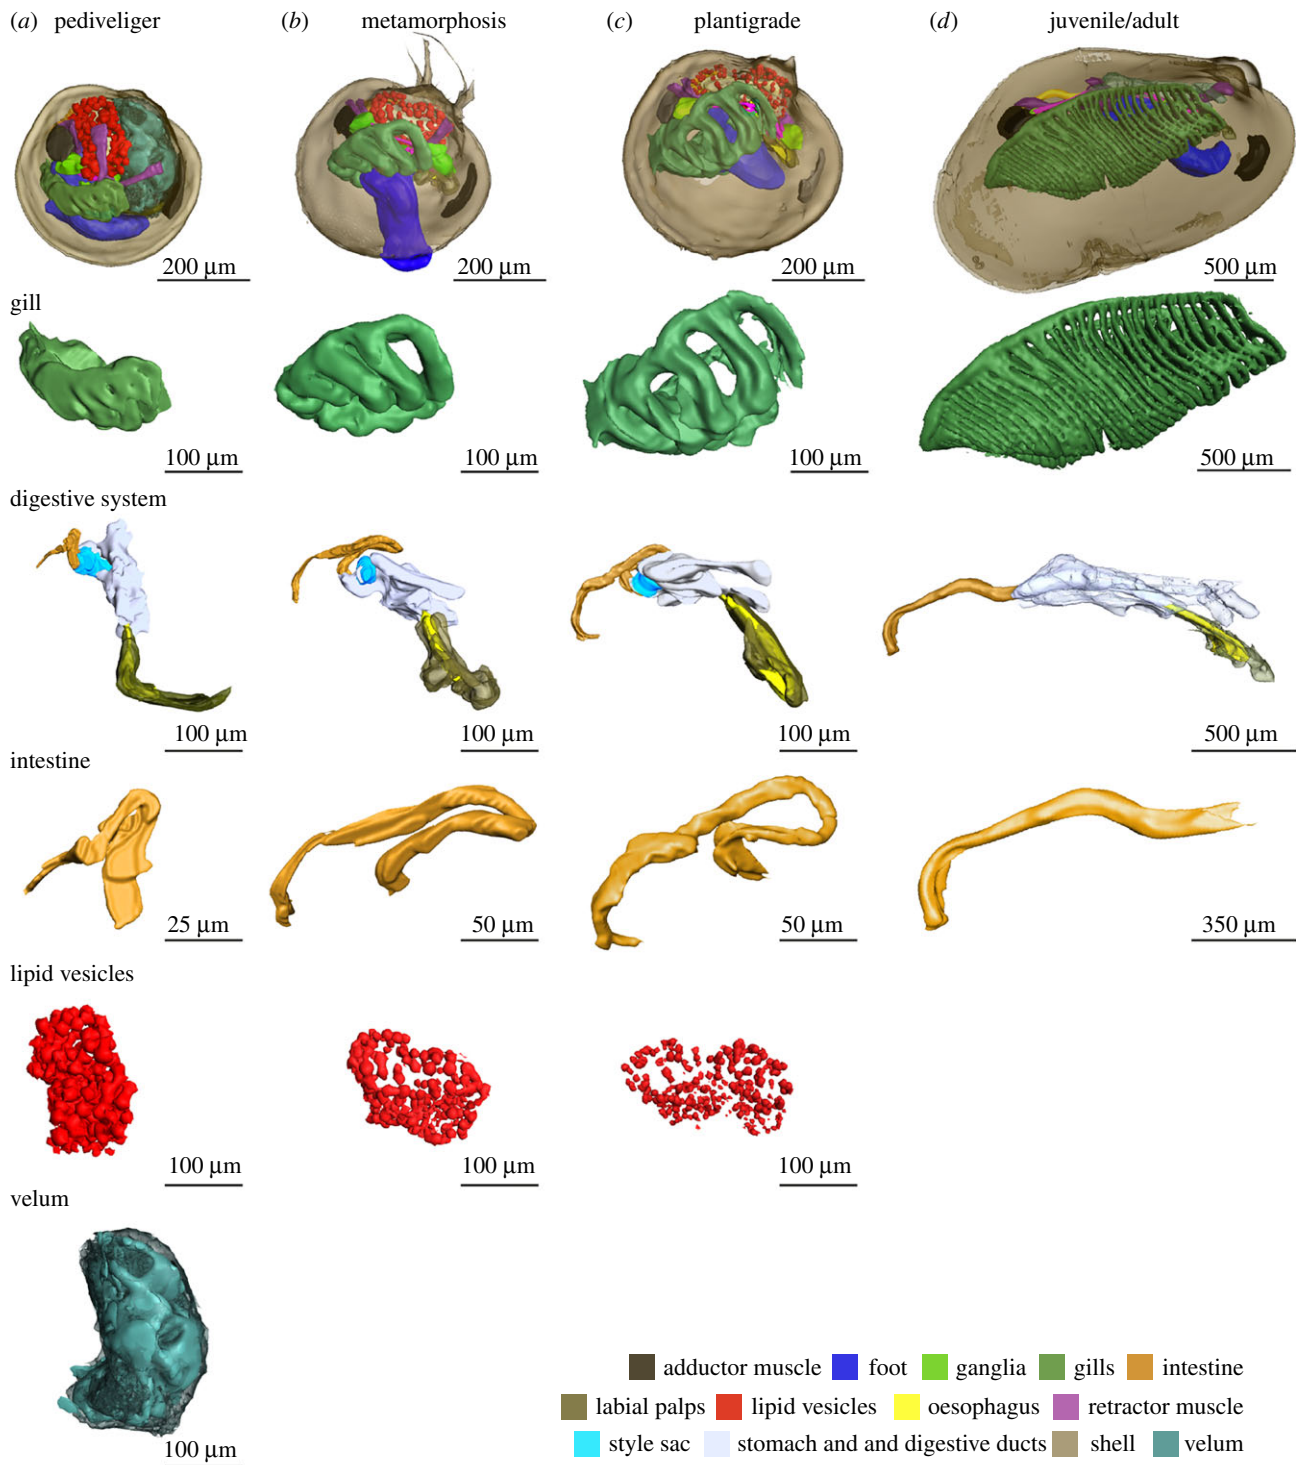 (a) pediveliger
(b) metamorphosis
(c) plantigrade
(d) juvenile/adult
200 µm
200 µm
200 µm
500 µm
gill
100 µm
100 µm
100 µm
500 µm
digestive system
100 µm
100 µm
100 µm
500 µm
intestine
25 µm
50 µm
50 µm
350 µm
lipid vesicles
100 µm
100 µm
100 µm
velum
100 µm
adductor muscle foot ganglia gills intestine
labial palps lipid vesicles oesophagus retractor muscle
style sac stomach and and digestive ducts shell velum